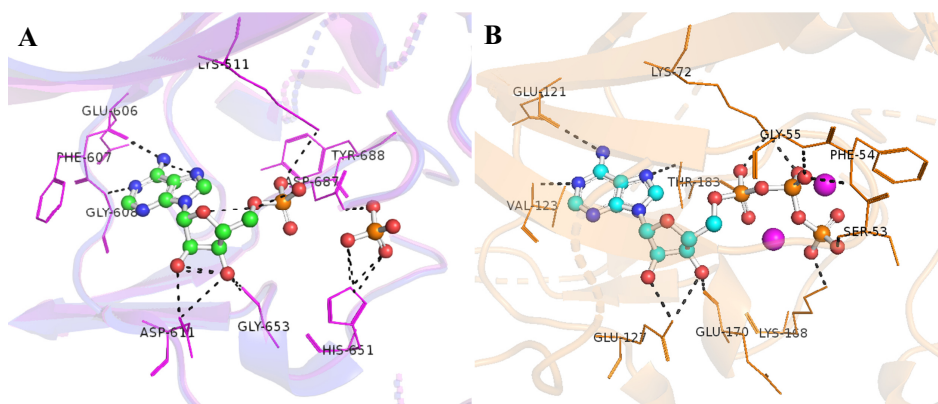 A
LYS-511
GLU-606
PHE-607
TYR-688
ASP-687
GLY-608
GLY-653
ASP-611
HIS-651
B
LYS-72
GLU-121
GLY-55
PHE-54
THR-183
VAL-123
SER-53
GLU-127
GLU-170
LYS-168